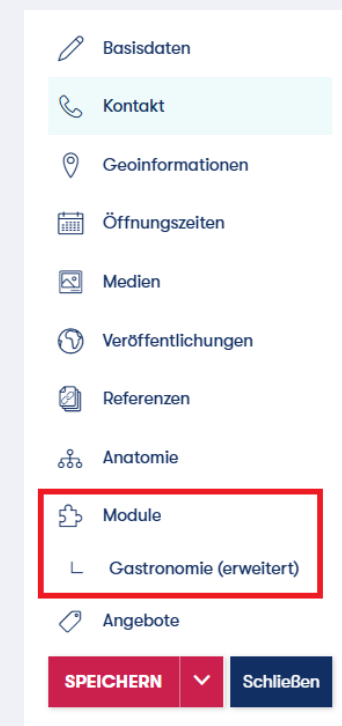 Basisdaten
Kontakt
Geoinformationen
Öffnungszeiten
Medien
Veröffentlichungen
Referenzen
Anatomie
Module
Gastronomie (erweitert)
Angebote
SPEICHERN Schließen